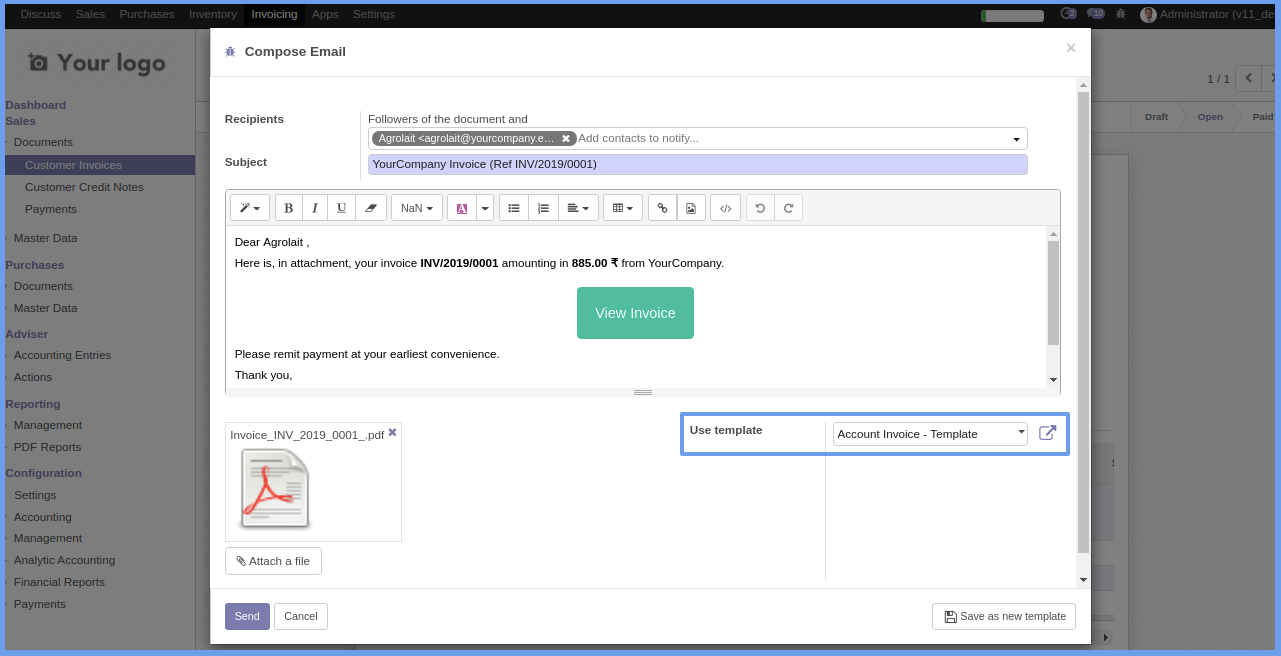 Discuss Sales Purchases Inventory Invoicing Apps Settings
2 10 Administrator (v11_de
Your logo
Dashboard
Sales
Documents
Customer Invoices
Customer Credit Notes
Payments
Master Data
Purchases
Documents
Master Data
Adviser
Accounting Entries
Actions
Reporting
Management
PDF Reports
Configuration
Settings
Accounting
Management
Analytic Accounting
Financial Reports
Payments
1 / 1
Draft Open Paid
Compose Email
×
Recipients
Followers of the document and
Agrolait <agrolait@yourcompany.e... Add contacts to notify...
Subject
YourCompany Invoice (Ref INV/2019/0001)
B I U NaN A </>
Dear Agrolait ,
Here is, in attachment, your invoice INV/2019/0001 amounting in 885.00 ₹ from YourCompany.
View Invoice
Please remit payment at your earliest convenience.
Thank you,
Invoice_INV_2019_0001_.pdf
Use template
Account Invoice - Template
Attach a file
Send Cancel
Save as new template